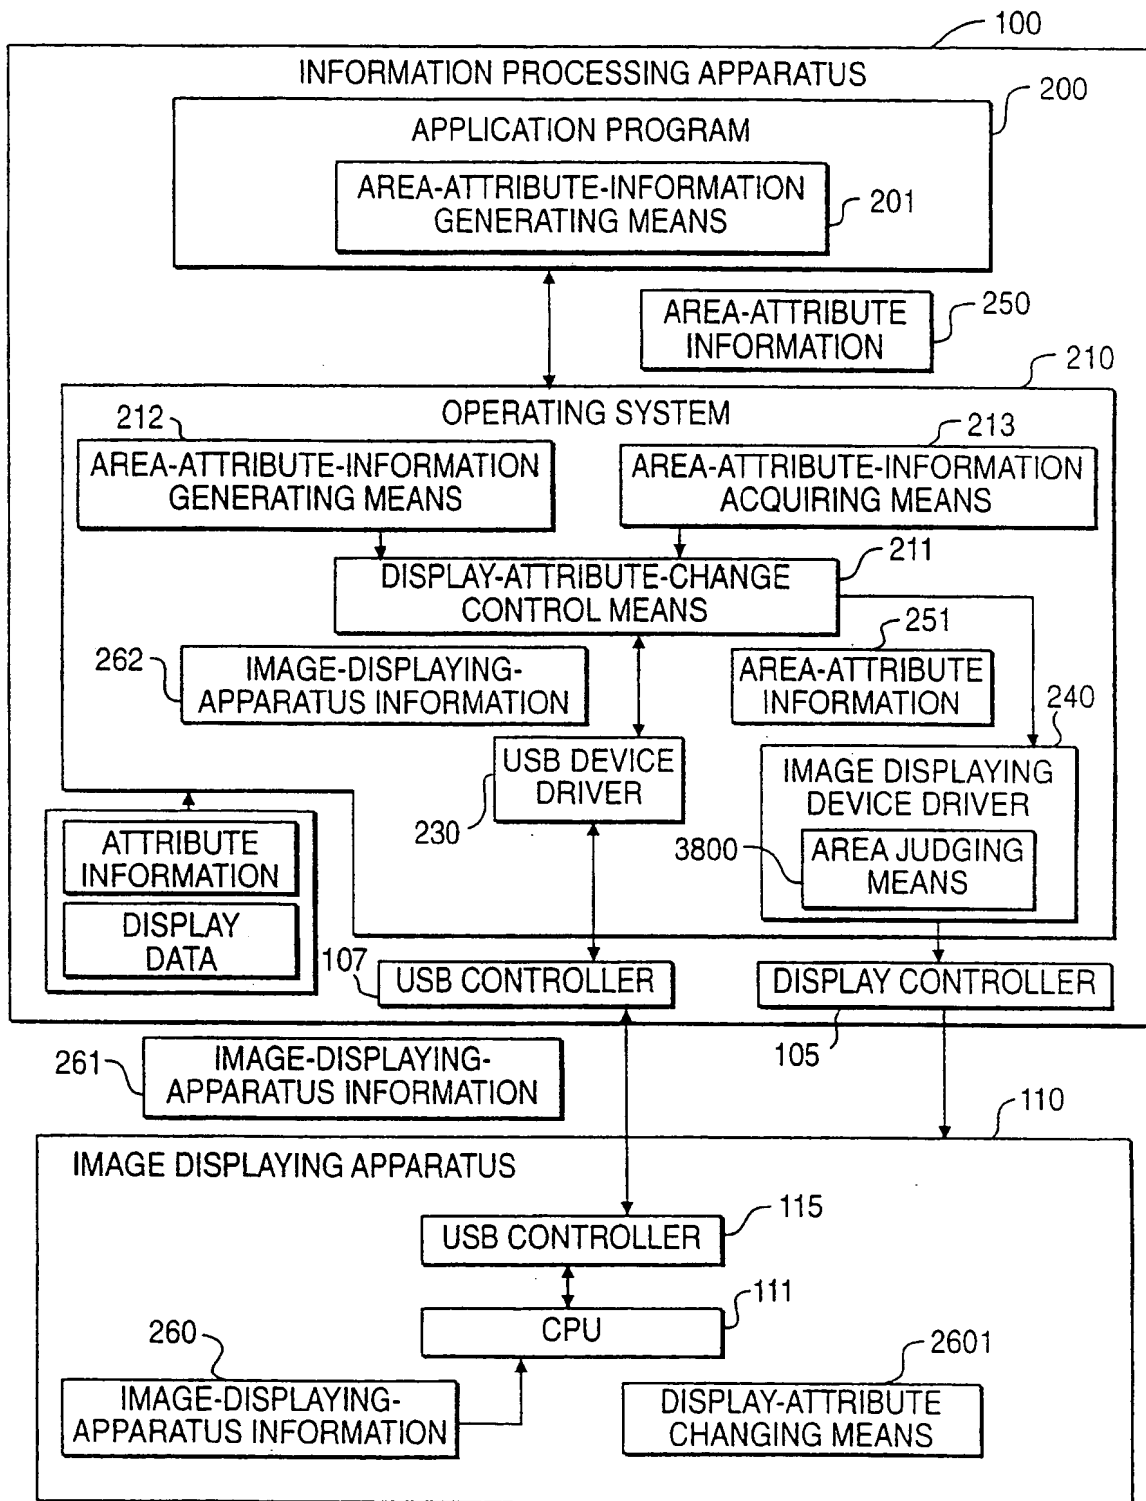 100
INFORMATION PROCESSING APPARATUS
200
APPLICATION PROGRAM
AREA-ATTRIBUTE-INFORMATION
GENERATING MEANS
201
AREA-ATTRIBUTE
INFORMATION
250
210
OPERATING SYSTEM
212
213
AREA-ATTRIBUTE-INFORMATION
GENERATING MEANS
AREA-ATTRIBUTE-INFORMATION
ACQUIRING MEANS
211
DISPLAY-ATTRIBUTE-CHANGE
CONTROL MEANS
251
262
IMAGE-DISPLAYING-
APPARATUS INFORMATION
AREA-ATTRIBUTE
INFORMATION
240
USB DEVICE
DRIVER
230
IMAGE DISPLAYING
DEVICE DRIVER
3800
AREA JUDGING
MEANS
ATTRIBUTE
INFORMATION
DISPLAY
DATA
107
USB CONTROLLER
DISPLAY CONTROLLER
105
261
IMAGE-DISPLAYING-
APPARATUS INFORMATION
110
IMAGE DISPLAYING APPARATUS
115
USB CONTROLLER
111
CPU
260
2601
IMAGE-DISPLAYING-
APPARATUS INFORMATION
DISPLAY-ATTRIBUTE
CHANGING MEANS